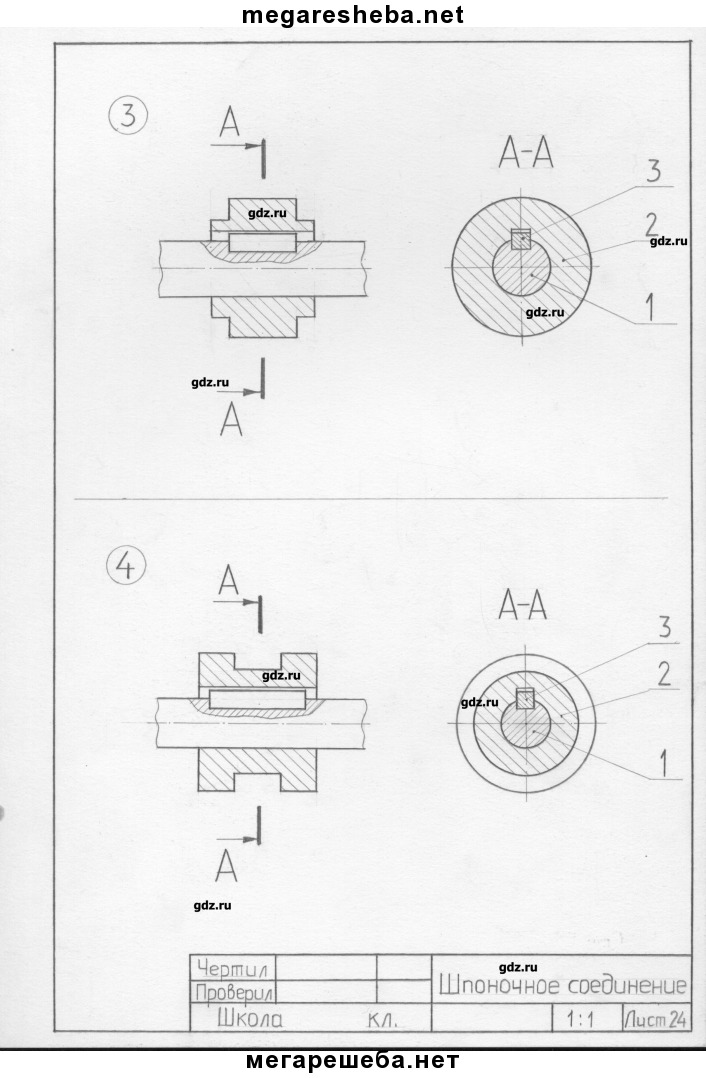 megaresheba.net
3
A
A-A
3
gdz.ru
2
gdz.ru
gdz.ru
1
gdz.ru
A
4
A
A-A
3
gdz.ru
2
gdz.ru
1
A
gdz.ru
Чертил
gdz.ru
Проверил
Шпоночное соединение
Школа кл.
1:1
Лист 24
мегарешеба.нет